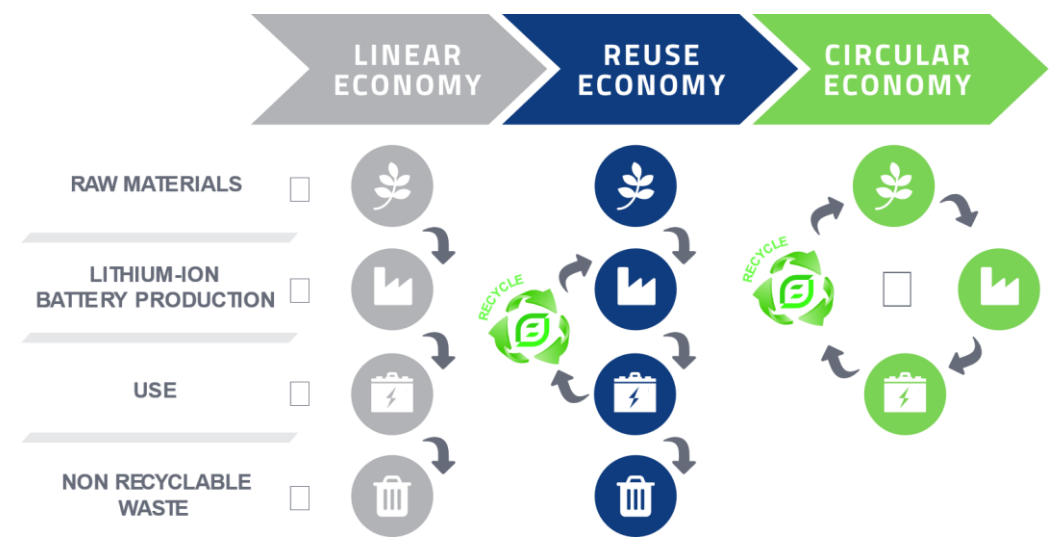 LINEAR
ECONOMY
REUSE
ECONOMY
CIRCULAR
ECONOMY
RAW MATERIALS
LITHIUM-ION
BATTERY PRODUCTION
USE
NON RECYCLABLE
WASTE
RECYCLE
RECYCLE